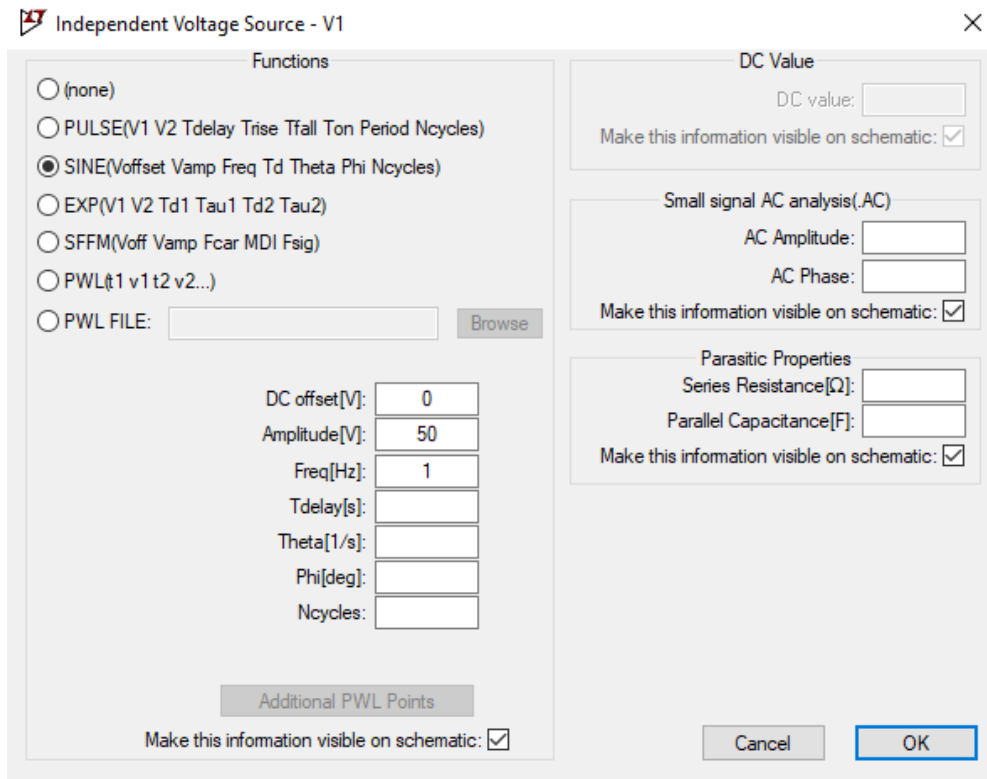 Independent Voltage Source - V1
Functions
(none)
PULSE(V1 V2 Tdelay Trise Tfall Ton Period Ncycles)
SINE(Voffset Vamp Freq Td Theta Phi Ncycles)
EXP(V1 V2 Td1 Tau1 Td2 Tau2)
SFFM(Voff Vamp Fcar MDI Fsig)
PWL(t1 v1 t2 v2...)
PWL FILE:
Browse
DC offset[V]: 0
Amplitude[V]: 50
Freq[Hz]: 1
Tdelay[s]:
Theta[1/s]:
Phi[deg]:
Ncycles:
Additional PWL Points
Make this information visible on schematic:
DC Value
DC value:
Make this information visible on schematic:
Small signal AC analysis(.AC)
AC Amplitude:
AC Phase:
Make this information visible on schematic:
Parasitic Properties
Series Resistance[Ω]:
Parallel Capacitance[F]:
Make this information visible on schematic:
Cancel
OK